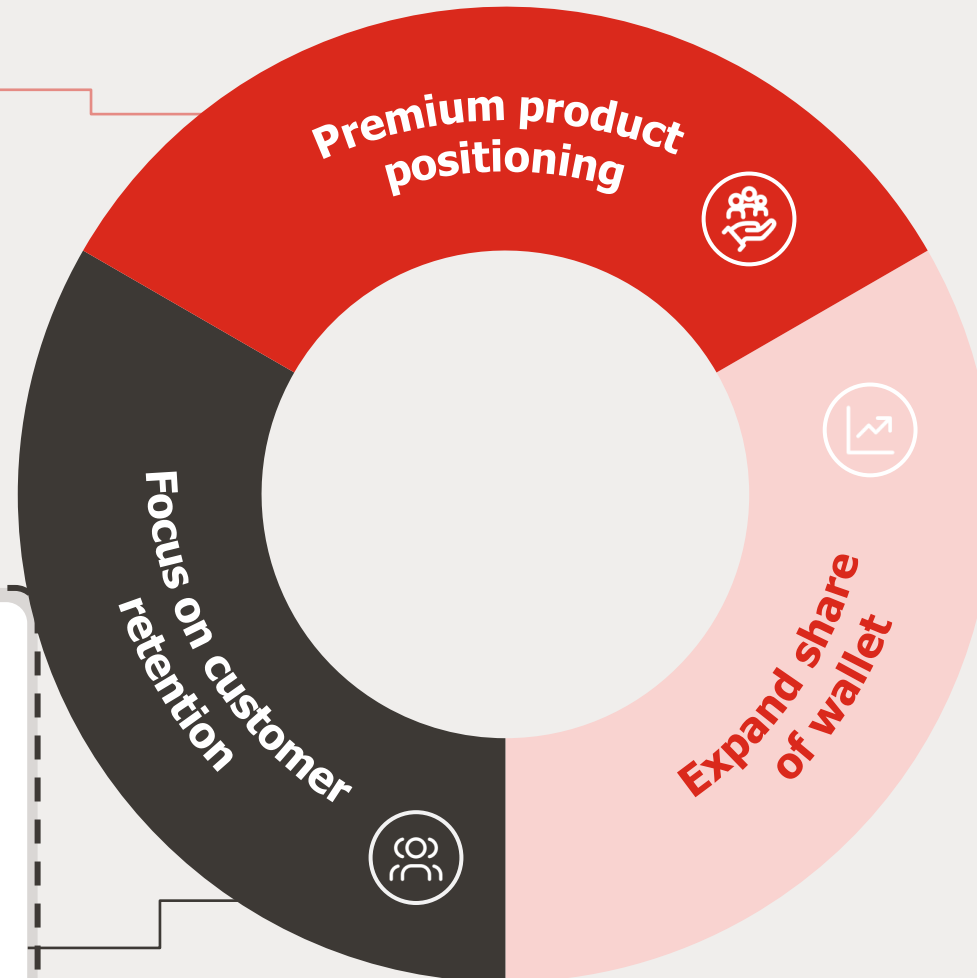 Premium product
positioning
Expand share
of wallet
Focus on customer
retention